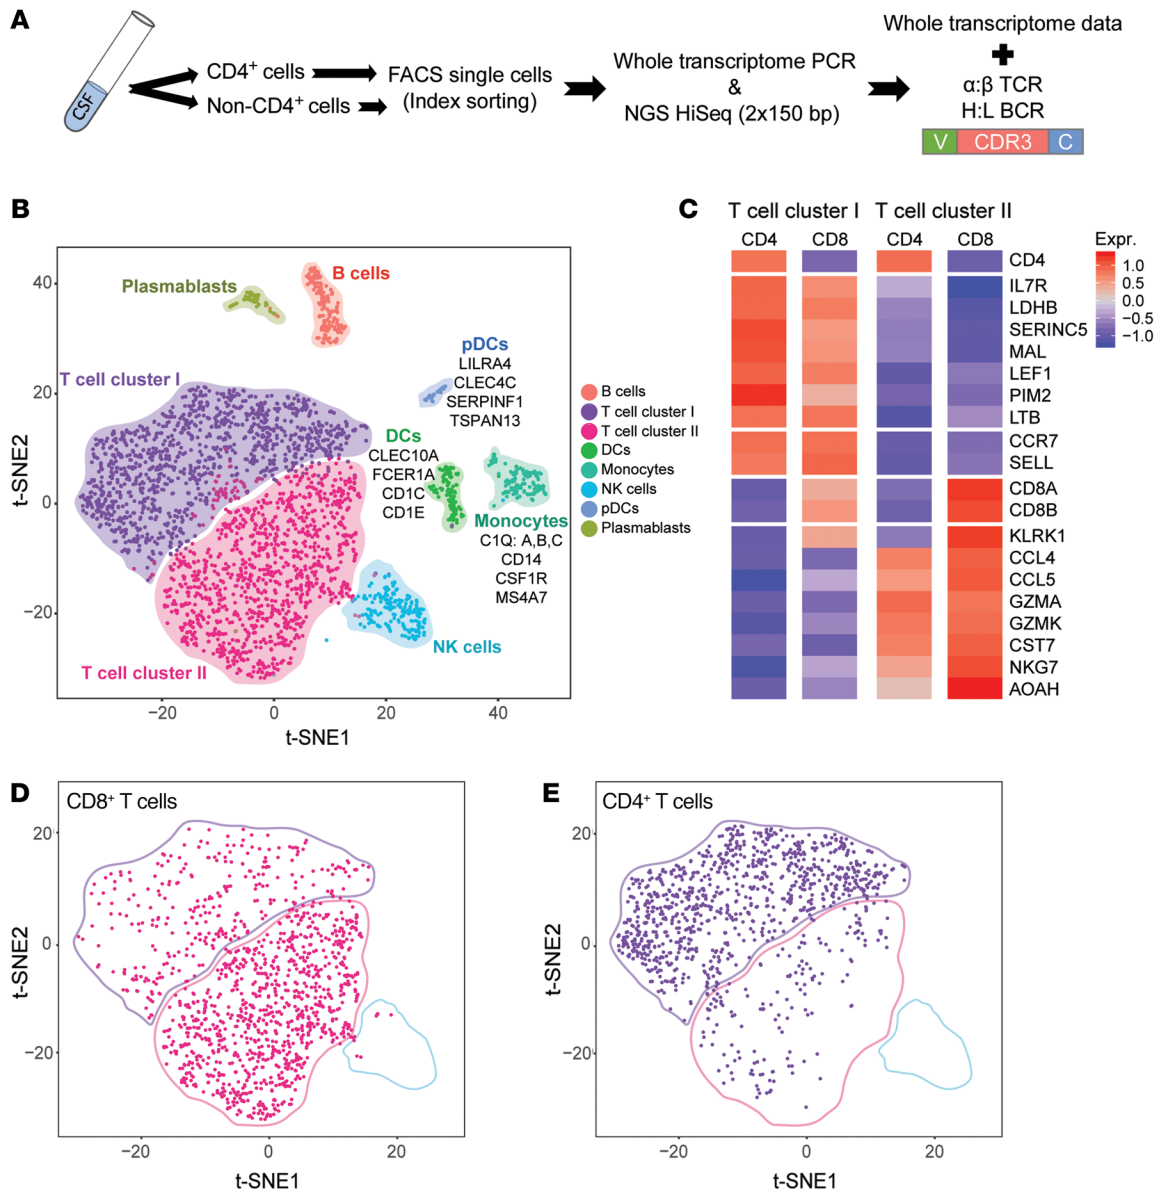 A
CSF
CD4+ cells
Non-CD4+ cells
FACS single cells
(Index sorting)
Whole transcriptome PCR
&
NGS HiSeq (2x150 bp)
Whole transcriptome data
+
α:β TCR
H:L BCR
V CDR3 C
B
t-SNE2
40
20
0
−20
−20 0 20 40
t-SNE1
Plasmablasts
B cells
T cell cluster I
pDCs
LILRA4
CLEC4C
SERPINF1
TSPAN13
DCs
CLEC10A
FCER1A
CD1C
CD1E
Monocytes
C1Q: A,B,C
CD14
CSF1R
MS4A7
NK cells
T cell cluster II
B cells
T cell cluster I
T cell cluster II
DCs
Monocytes
NK cells
pDCs
Plasmablasts
C
T cell cluster I T cell cluster II
CD4 CD8 CD4 CD8
CD4
IL7R
LDHB
SERINC5
MAL
LEF1
PIM2
LTB
CCR7
SELL
CD8A
CD8B
KLRK1
CCL4
CCL5
GZMA
GZMK
CST7
NKG7
AOAH
Expr.
1.0
0.5
0.0
−0.5
−1.0
D
CD8+ T cells
t-SNE2
20
0
−20
−20 0 20
t-SNE1
E
CD4+ T cells
t-SNE2
20
0
−20
−20 0 20
t-SNE1